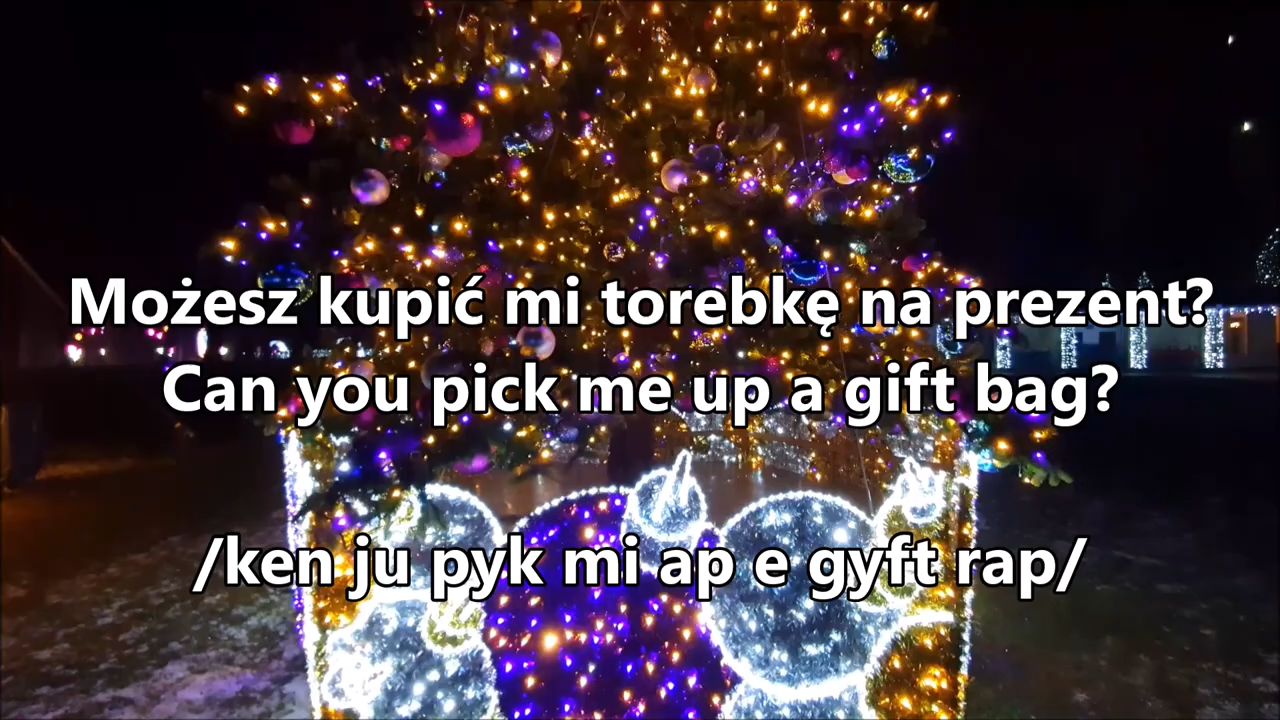 Możesz kupić mi torebkę na prezent?
Can you pick me up a gift bag?
/ken ju pyk mi ap e gyft rap/